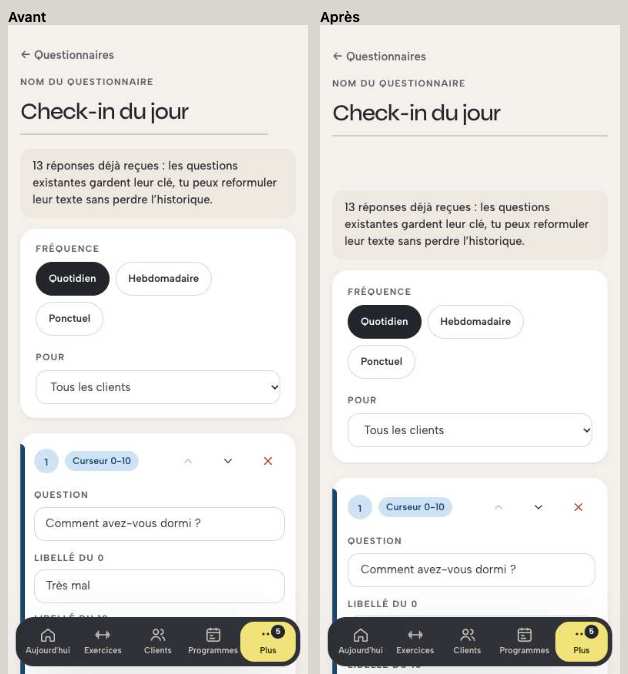 Avant
← Questionnaires
NOM DU QUESTIONNAIRE
Check-in du jour
13 réponses déjà reçues : les questions
existantes gardent leur clé, tu peux reformuler
leur texte sans perdre l'historique.
FRÉQUENCE
Quotidien
Hebdomadaire
Ponctuel
POUR
Tous les clients
1
Curseur 0–10
QUESTION
Comment avez-vous dormi ?
LIBELLÉ DU 0
Très mal
Aujourd'hui
Exercices
Clients
Programmes
5
Plus
Après
← Questionnaires
NOM DU QUESTIONNAIRE
Check-in du jour
13 réponses déjà reçues : les questions
existantes gardent leur clé, tu peux reformuler
leur texte sans perdre l'historique.
FRÉQUENCE
Quotidien
Hebdomadaire
Ponctuel
POUR
Tous les clients
1
Curseur 0–10
QUESTION
Comment avez-vous dormi ?
LIBELLÉ DU 0
Aujourd'hui
Exercices
Clients
Programmes
5
Plus